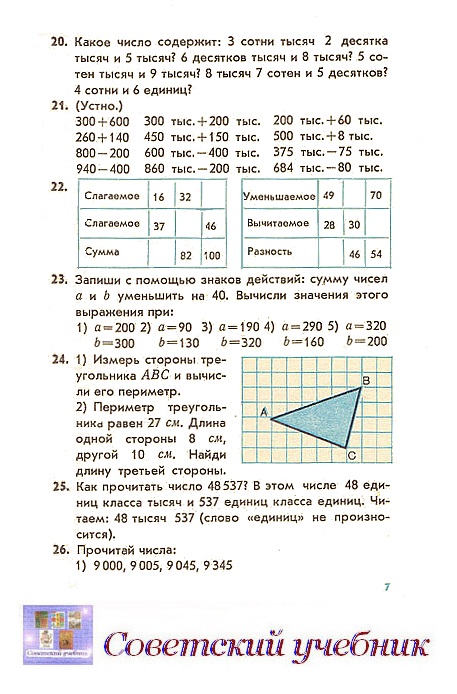 20. Какое число содержит: 3 сотни тысяч 2 десятка
тысяч и 5 тысяч? 6 десятков тысяч и 8 тысяч? 5 со-
тен тысяч и 9 тысяч? 8 тысяч 7 сотен и 5 десятков?
4 сотни и 6 единиц?
21. (Устно.)
300+600 300 тыс.+200 тыс. 200 тыс.+60 тыс.
260+140 450 тыс.+150 тыс. 500 тыс.+8 тыс.
800−200 600 тыс.−400 тыс. 375 тыс.−75 тыс.
940−400 860 тыс.−200 тыс. 684 тыс.−80 тыс.
22.
Слагаемое 16 32
Слагаемое 37 46
Сумма 82 100
Уменьшаемое 49 70
Вычитаемое 28 30
Разность 46 54
23. Запиши с помощью знаков действий: сумму чисел
a и b уменьшить на 40. Вычисли значения этого
выражения при:
1) a=200 2) a=90 3) a=190 4) a=290 5) a=320
b=300 b=130 b=320 b=160 b=200
24. 1) Измерь стороны тре-
угольника ABC и вычис-
ли его периметр.
2) Периметр треуголь-
ника равен 27 см. Длина
одной стороны 8 см,
другой 10 см. Найди
длину третьей стороны.
A
B
C
25. Как прочитать число 48 537? В этом числе 48 еди-
ниц класса тысяч и 537 единиц класса единиц. Чи-
таем: 48 тысяч 537 (слово «единиц» не произно-
сится).
26. Прочитай числа:
1) 9 000, 9 005, 9 045, 9 345
7
Советский учебник
Советский учебник